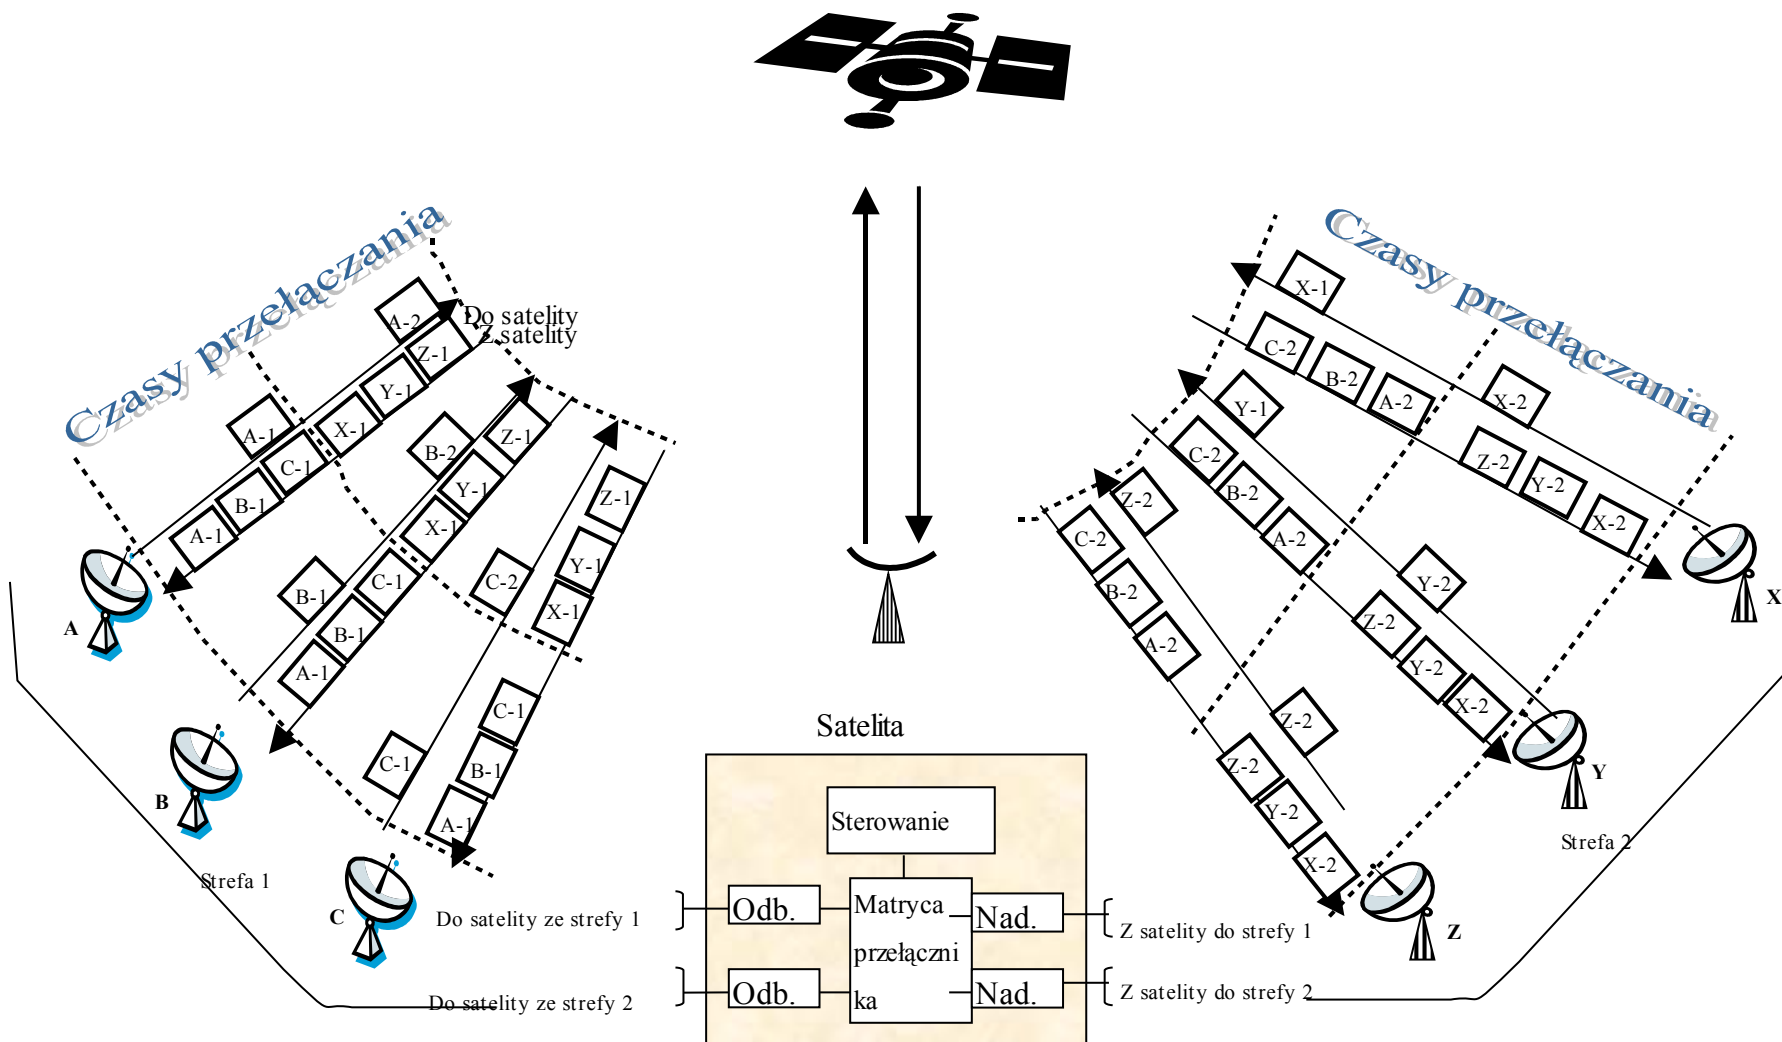 Czasy przełączania
Do satelity
Z satelity
A-2
Z-1
Y-1
X-1
A-1
C-1
B-1
A-1
B-2
Z-1
Y-1
X-1
B-1
C-1
B-1
A-1
C-2
Z-1
Y-1
X-1
C-1
C-1
B-1
A-1
A
B
C
Strefa 1
Czasy przełączania
X-1
C-2
B-2
A-2
X-2
Z-2
Y-2
X-2
Y-1
C-2
B-2
A-2
Y-2
Z-2
Y-2
X-2
Z-2
C-2
B-2
A-2
Z-2
Z-2
Y-2
X-2
X
Y
Z
Strefa 2
Satelita
Sterowanie
Do satelity ze strefy 1
Odb.
Matryca
przełączni
ka
Nad.
Z satelity do strefy 1
Do satelity ze strefy 2
Odb.
Nad.
Z satelity do strefy 2